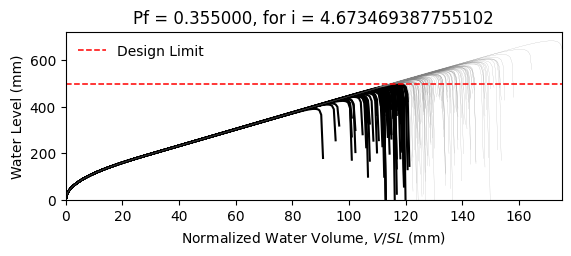 Pf = 0.355000, for i = 4.673469387755102
Design Limit
Water Level (mm)
600
400
200
0
0 20 40 60 80 100 120 140 160
Normalized Water Volume, V/SL (mm)